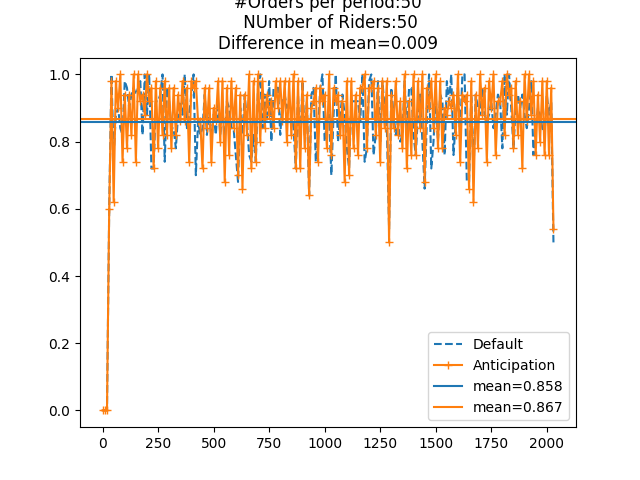 #Orders per period:50
NUmber of Riders:50
Difference in mean=0.009
1.0
0.8
0.6
0.4
0.2
0.0
0 250 500 750 1000 1250 1500 1750 2000
Default
Anticipation
mean=0.858
mean=0.867